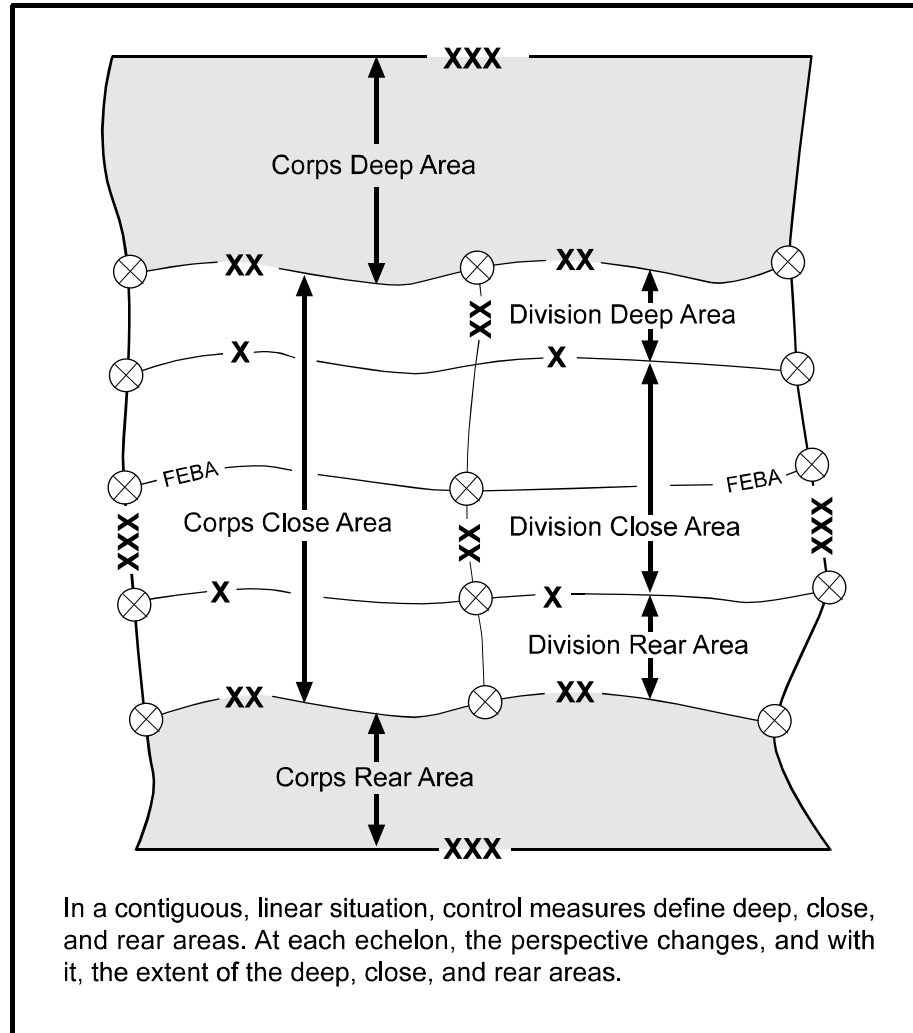 XXX
Corps Deep Area
XX
XX
XX
Division Deep Area
X
X
FEBA
FEBA
XXX
Corps Close Area
XX
Division Close Area
XXX
X
X
Division Rear Area
XX
XX
Corps Rear Area
XXX
In a contiguous, linear situation, control measures define deep, close,
and rear areas. At each echelon, the perspective changes, and with
it, the extent of the deep, close, and rear areas.